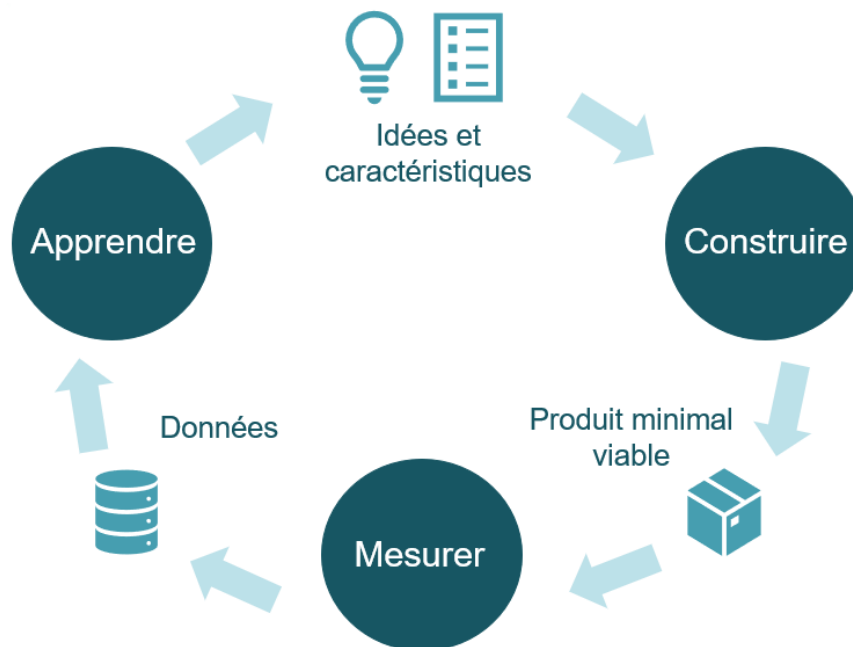 Idées et
caractéristiques
Apprendre
Construire
Données
Produit minimal
viable
Mesurer